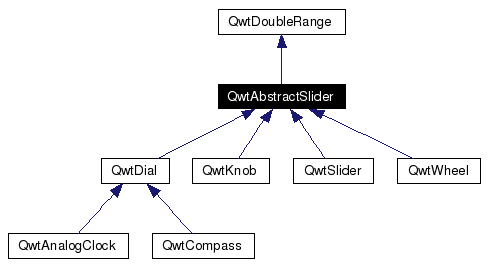 QwtDoubleRange
QwtAbstractSlider
QwtDial
QwtKnob
QwtSlider
QwtWheel
QwtAnalogClock
QwtCompass